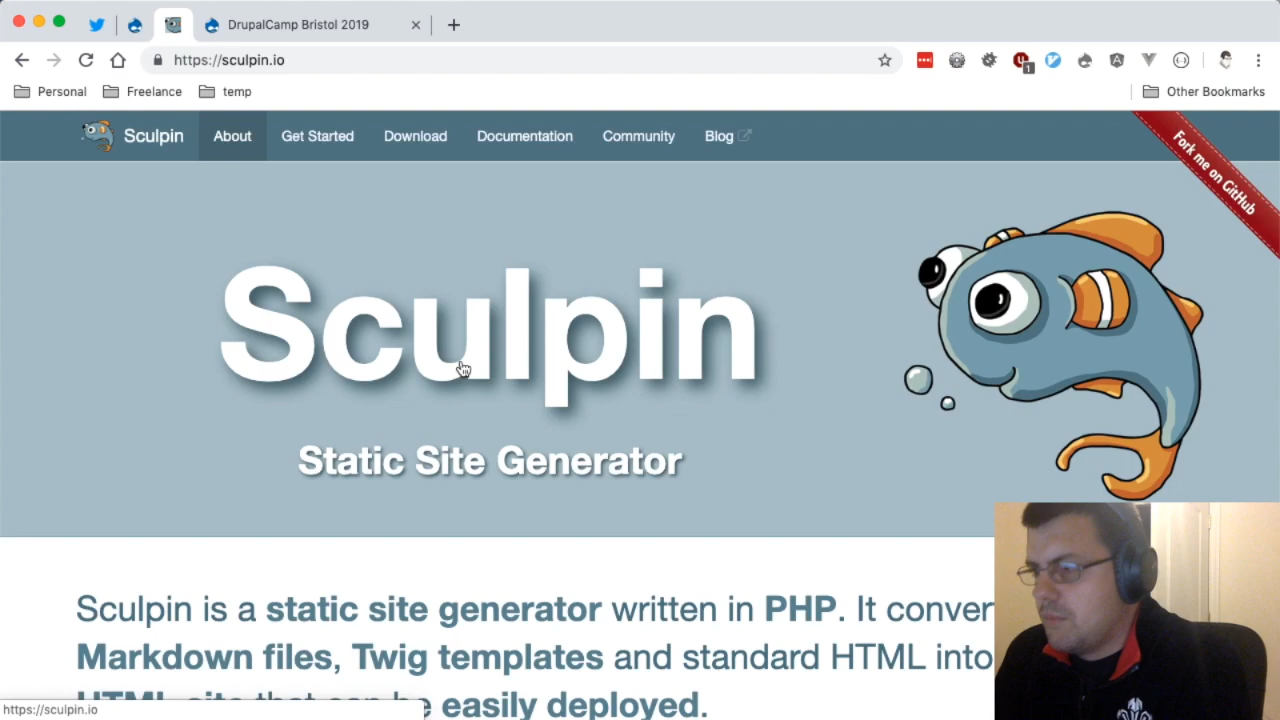 DrupalCamp Bristol 2019
https://sculpin.io
1
Personal
Freelance
temp
Other Bookmarks
Sculpin
About
Get Started
Download
Documentation
Community
Blog
Fork me on GitHub
Sculpin
Static Site Generator
Sculpin is a static site generator written in PHP. It conver
Markdown files, Twig templates and standard HTML into
HTML site that can be easily deployed.
https://sculpin.io